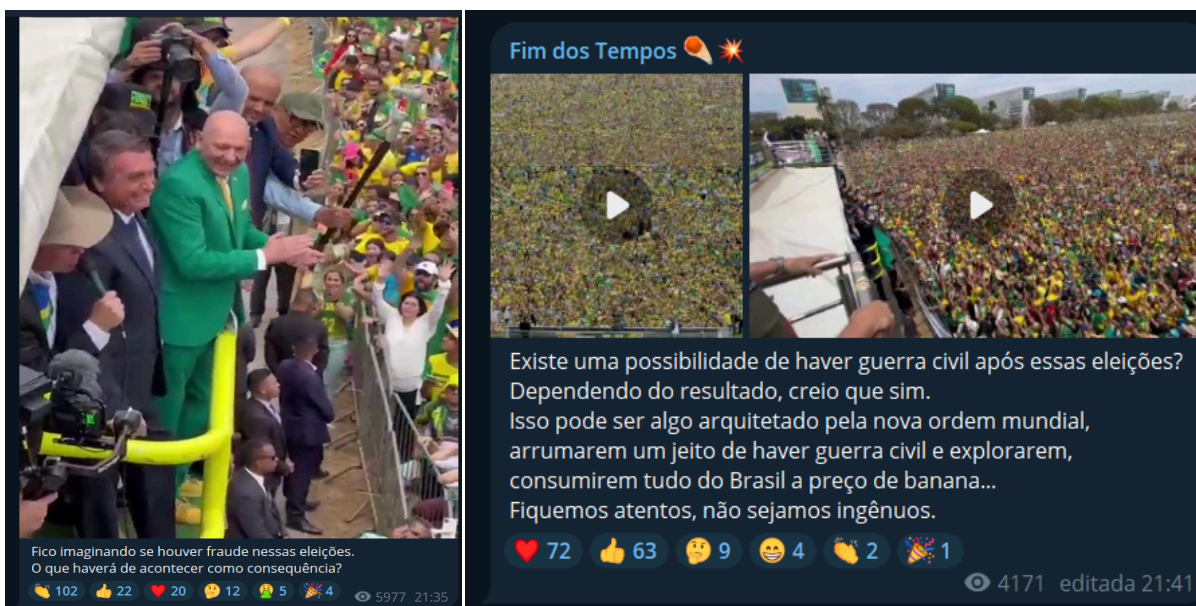 Fico imaginando se houver fraude nessas eleições.
O que haverá de acontecer como consequência?
👏 102 👍 22 ❤️ 20 🤔 12 🤮 5 🎉 4 5977 21:35
Fim dos Tempos ☄️ 💥
Existe uma possibilidade de haver guerra civil após essas eleições?
Dependendo do resultado, creio que sim.
Isso pode ser algo arquitetado pela nova ordem mundial,
arrumarem um jeito de haver guerra civil e explorarem,
consumirem tudo do Brasil a preço de banana...
Fiquemos atentos, não sejamos ingênuos.
❤️ 72 👍 63 🤔 9 😁 4 👏 2 🎉 1
4171 editada 21:41